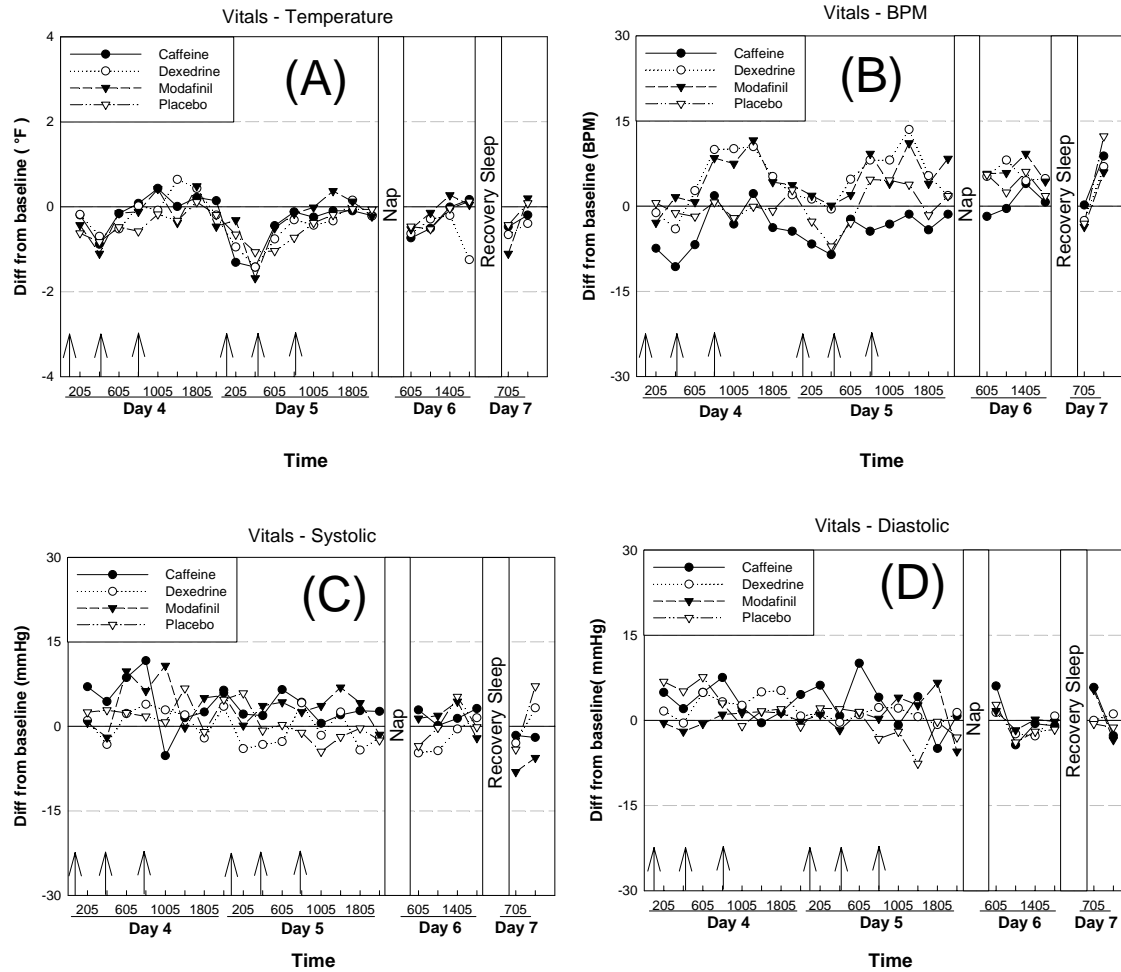 Vitals - Temperature
4
2
0
-2
-4
Diff from baseline ( °F)
Caffeine
Dexedrine
Modafinil
Placebo
(A)
Nap
Recovery Sleep
205 605 1005 1805 205 605 1005 1805 605 1405 705
Day 4 Day 5 Day 6 Day 7
Time
Vitals - BPM
30
15
0
-15
-30
Diff from baseline (BPM)
Caffeine
Dexedrine
Modafinil
Placebo
(B)
Nap
Recovery Sleep
205 605 1005 1805 205 605 1005 1805 605 1405 705
Day 4 Day 5 Day 6 Day 7
Time
Vitals - Systolic
30
15
0
-15
-30
Diff from baseline (mmHg)
Caffeine
Dexedrine
Modafinil
Placebo
(C)
Nap
Recovery Sleep
205 605 1005 1805 205 605 1005 1805 605 1405 705
Day 4 Day 5 Day 6 Day 7
Time
Vitals - Diastolic
30
15
0
-15
-30
Diff from baseline( mmHg)
Caffeine
Dexedrine
Modafinil
Placebo
(D)
Nap
Recovery Sleep
205 605 1005 1805 205 605 1005 1805 605 1405 705
Day 4 Day 5 Day 6 Day 7
Time